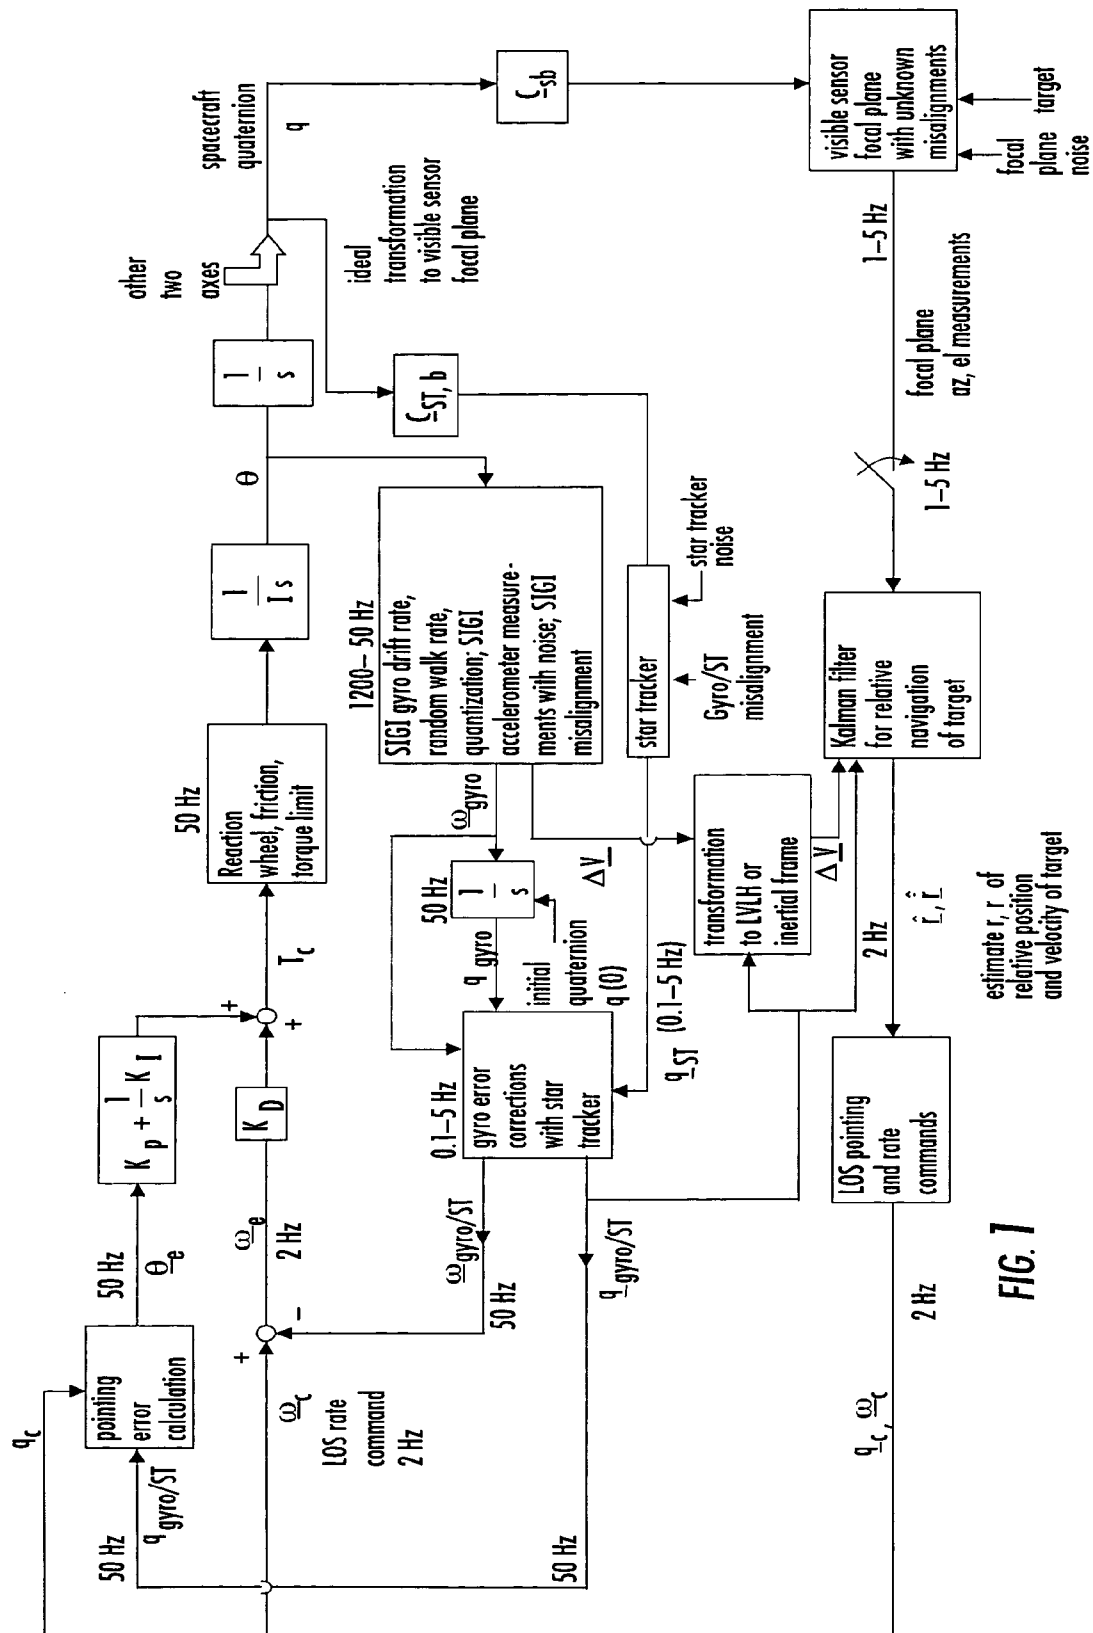 q_c
50 Hz
q gyro/ST
pointing
error
calculation
50 Hz
θ_e
K_p + 1/s K_I
+
+
T_c
50 Hz
Reaction
wheel, friction,
torque limit
1
I s
θ
1
s
other
two
axes
spacecraft
quaternion
q
C_sb
ideal
transformation
to visible sensor
focal plane
visible sensor
focal plane
with unknown
misalignments
target
focal
plane
noise
ω_c
LOS rate
command
2 Hz
+
−
ω_e
2 Hz
K_D
C_ST, b
1200– 50 Hz
SIGI gyro drift rate,
random walk rate,
quantization; SIGI
accelerometer measure-
ments with noise; SIGI
misalignment
ω_gyro
50 Hz
1
s
q gyro
initial
quaternion
q (0)
0.1–5 Hz
gyro error
corrections
with star
tracker
ω_gyro/ST
50 Hz
q_gyro/ST
50 Hz
star tracker
star tracker
noise
Gyro/ST
misalignment
q_ST (0.1–5 Hz)
ΔV
transformation
to LVLH or
inertial frame
ΔV
1–5 Hz
focal plane
az, el measurements
1–5 Hz
Kalman filter
for relative
navigation
of target
2 Hz
r̂, ṙ̂
estimate r, r of
relative position
and velocity of target
LOS pointing
and rate
commands
2 Hz
q_c, ω_c
FIG. 1